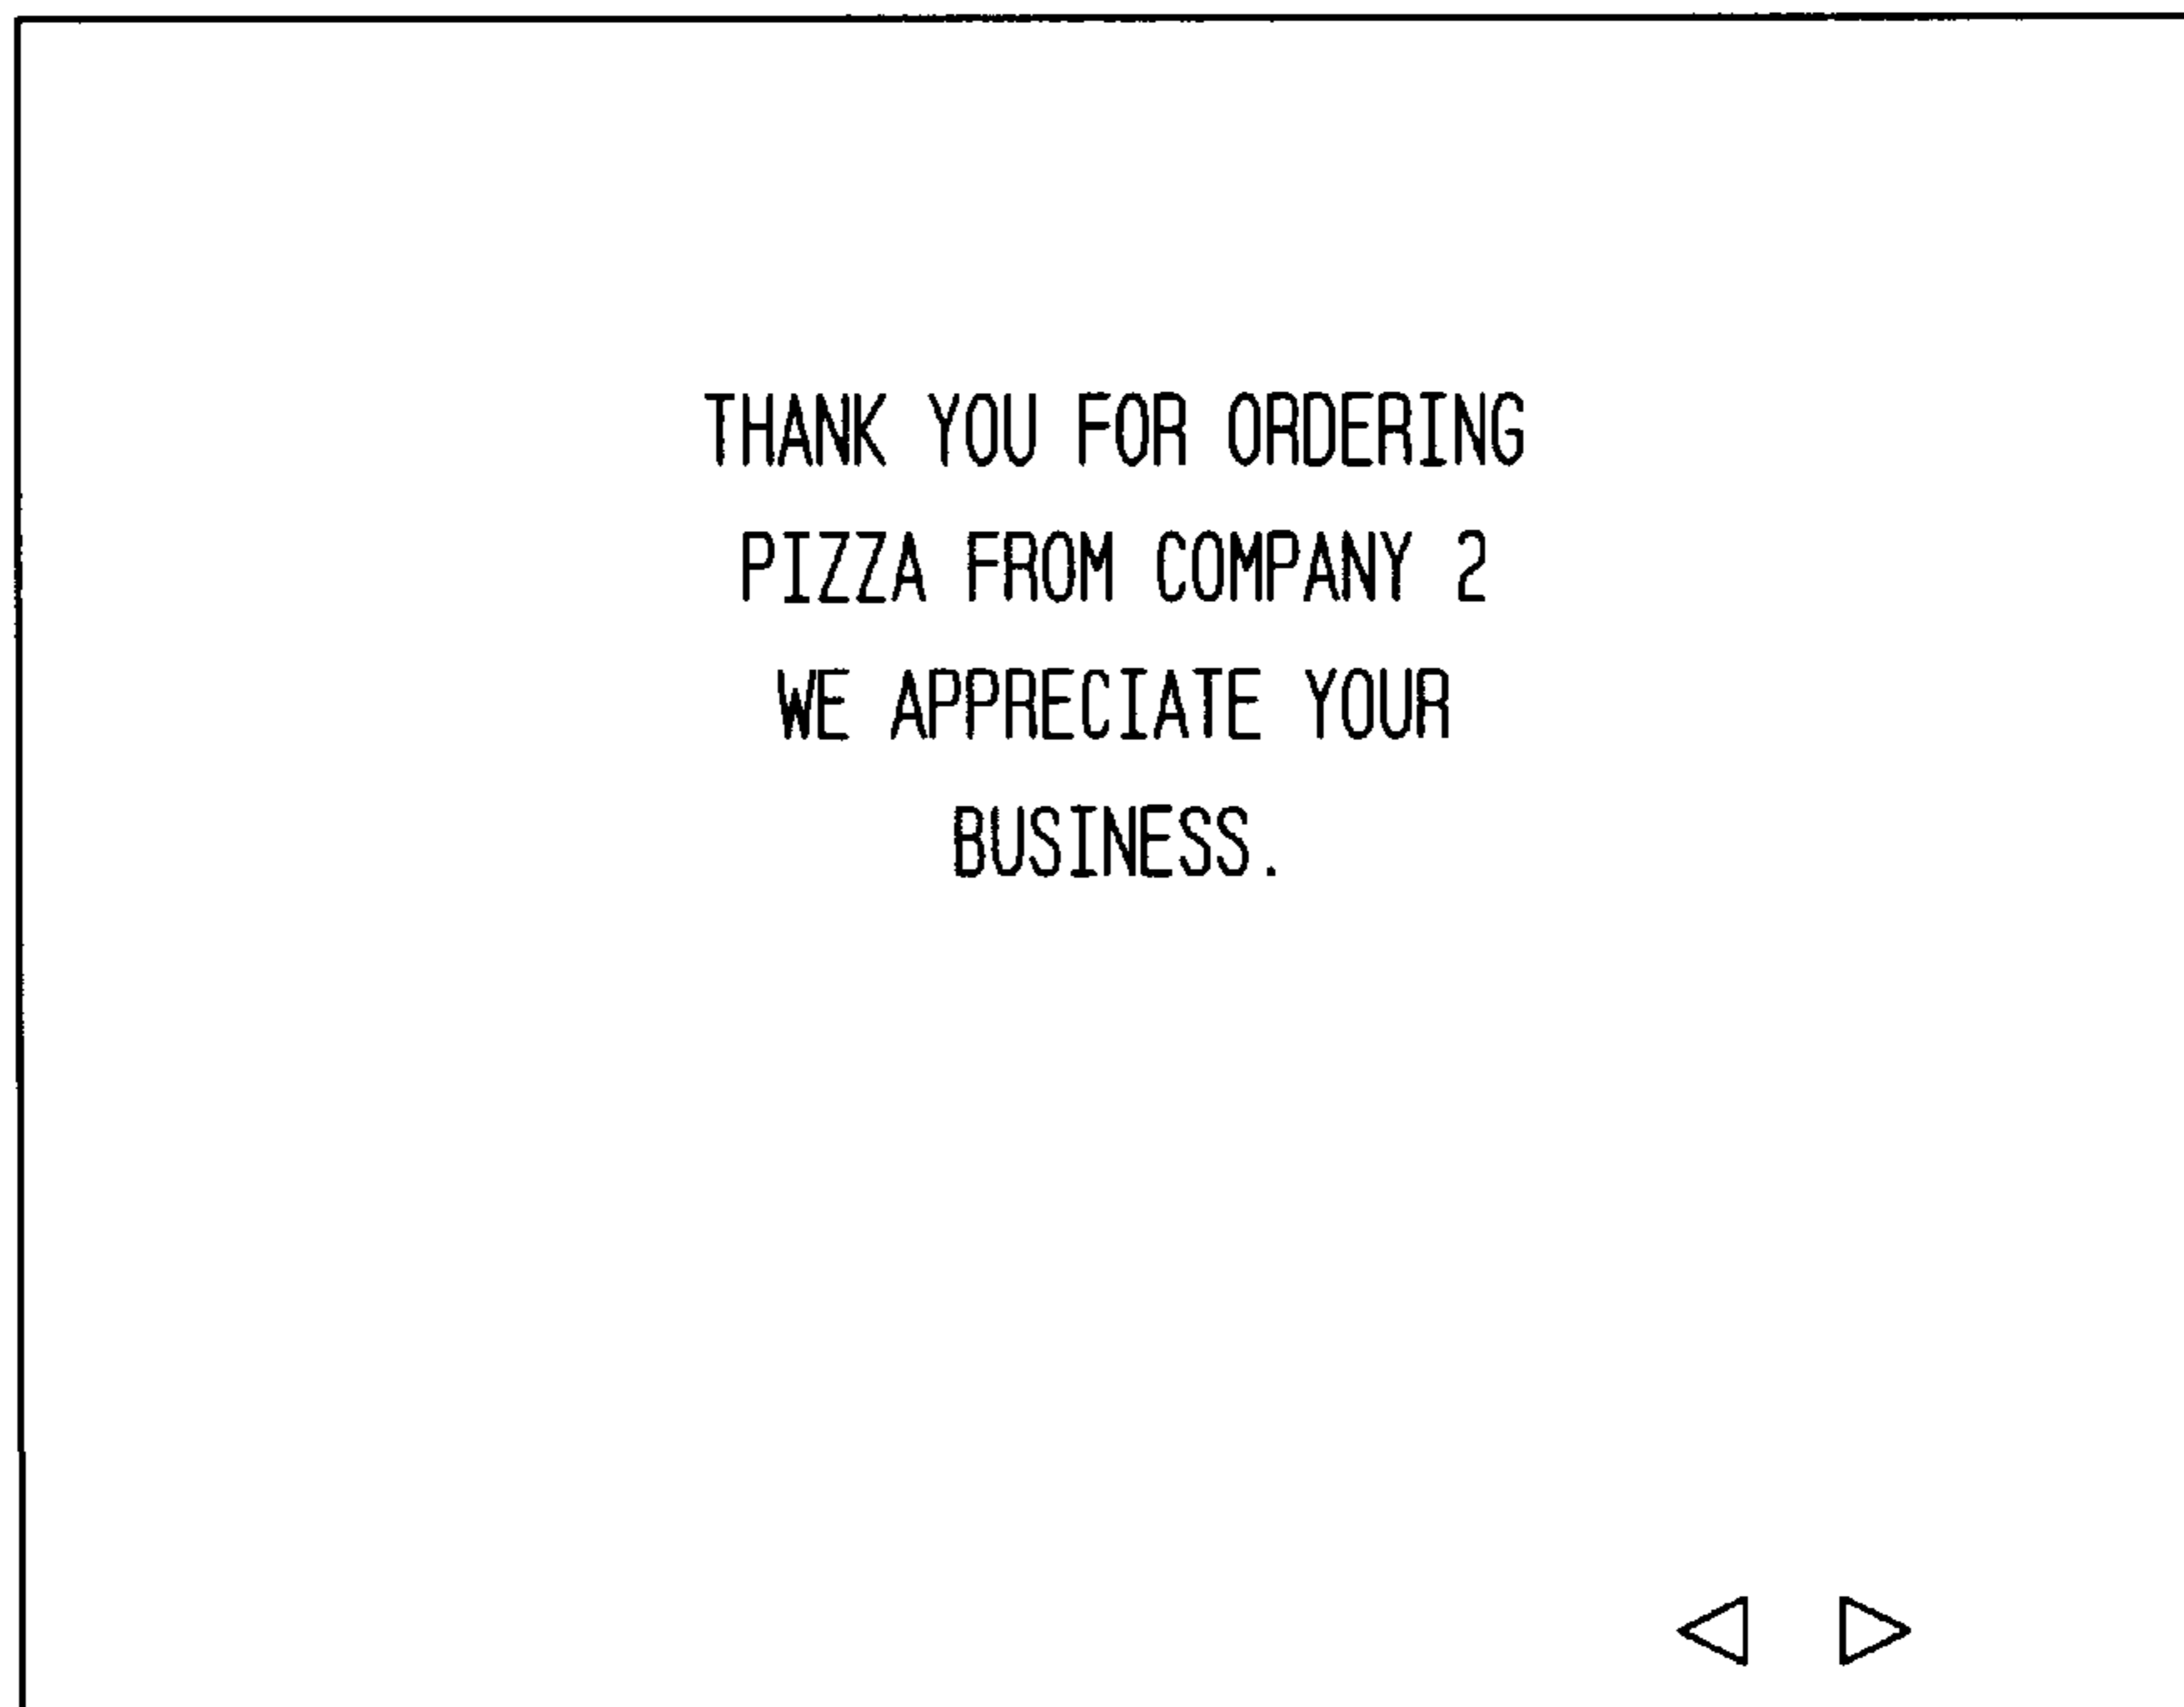 THANK YOU FOR ORDERING
PIZZA FROM COMPANY 2
WE APPRECIATE YOUR
BUSINESS.